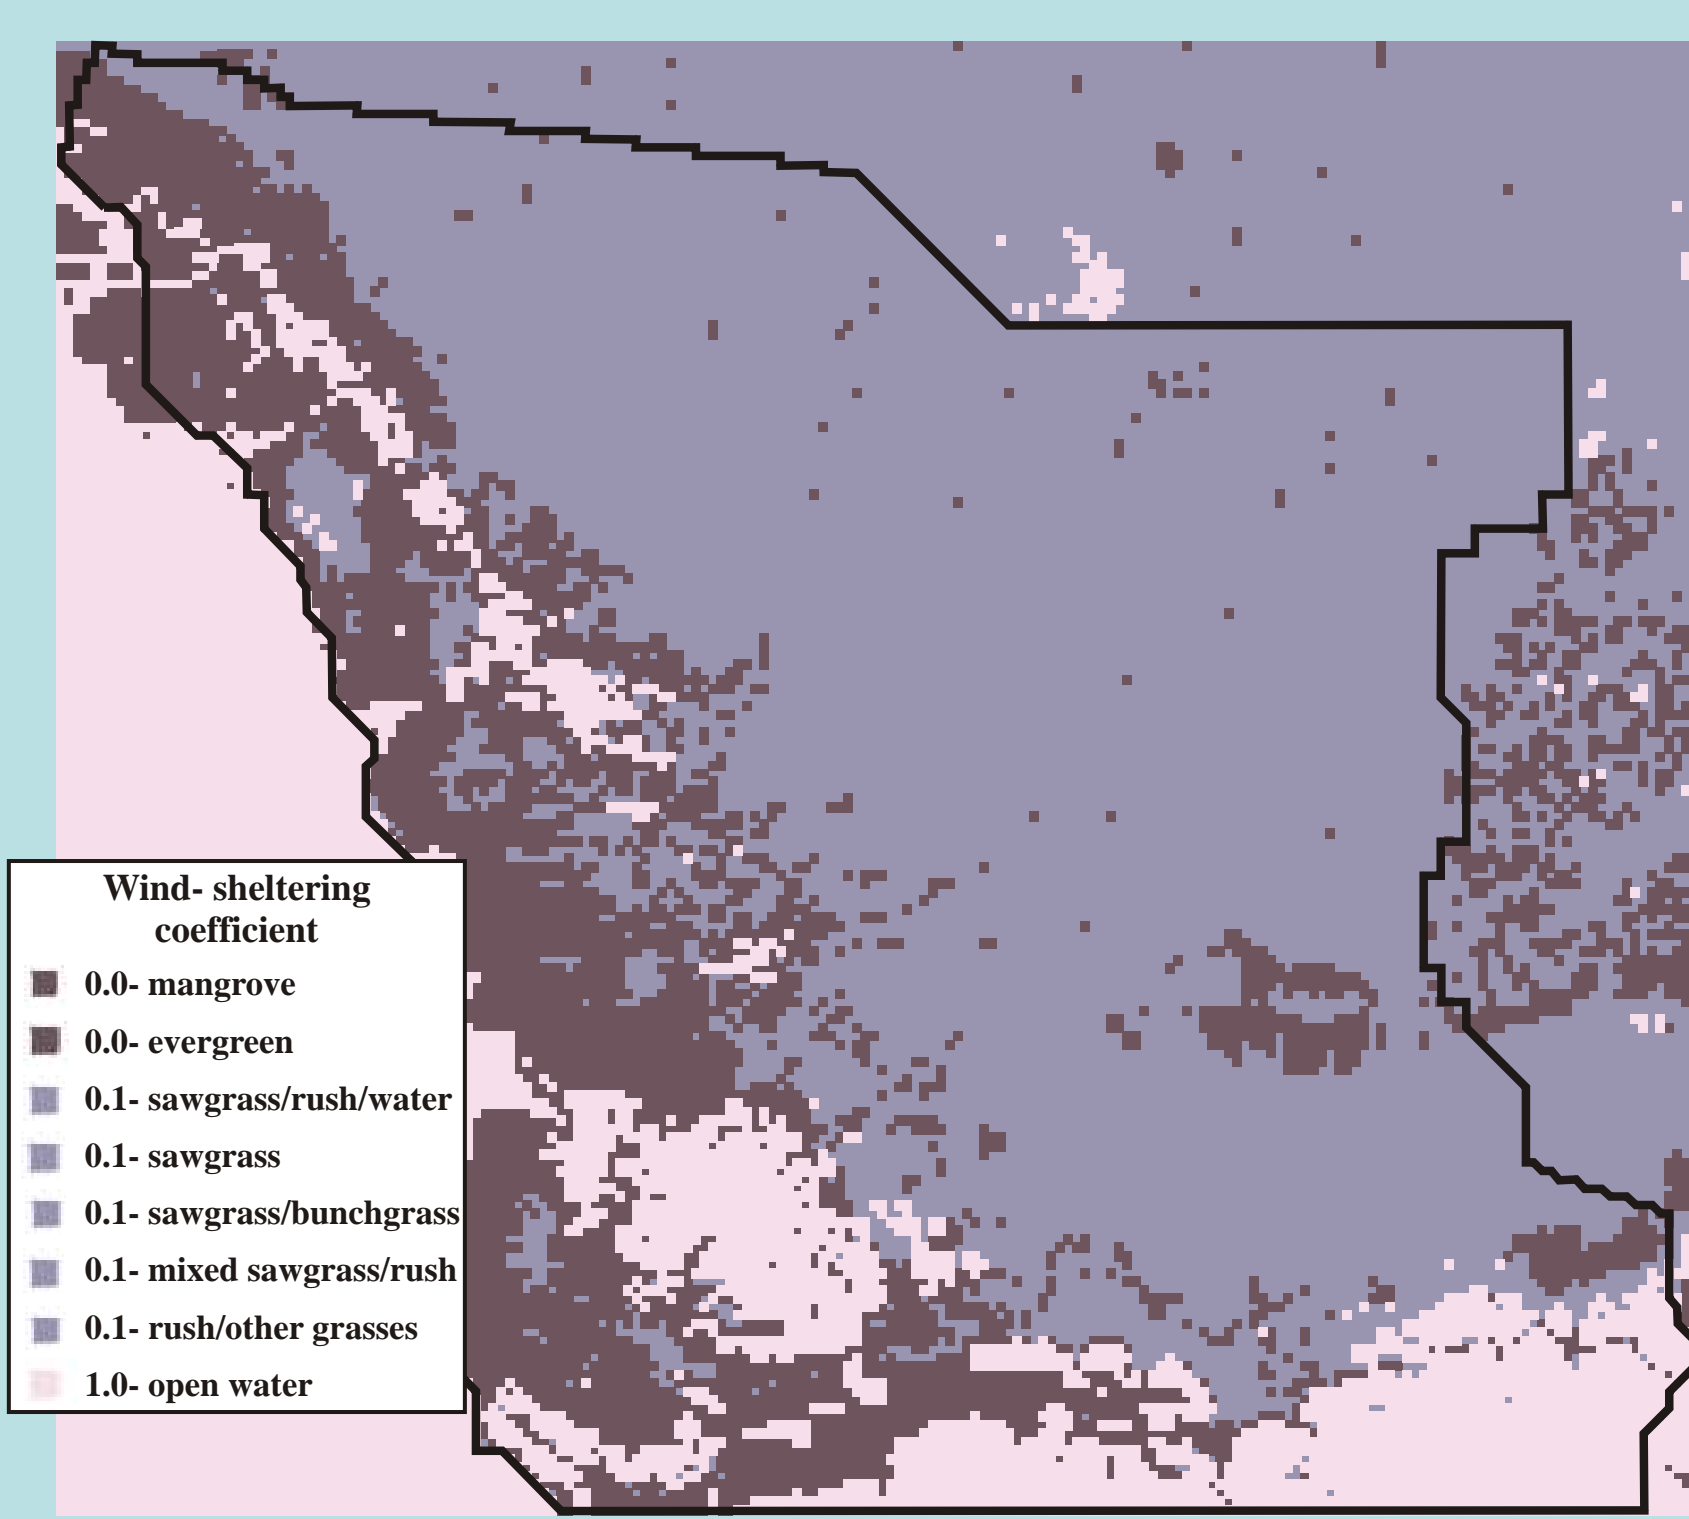 Wind- sheltering
coefficient
0.0- mangrove
0.0- evergreen
0.1- sawgrass/rush/water
0.1- sawgrass
0.1- sawgrass/bunchgrass
0.1- mixed sawgrass/rush
0.1- rush/other grasses
1.0- open water